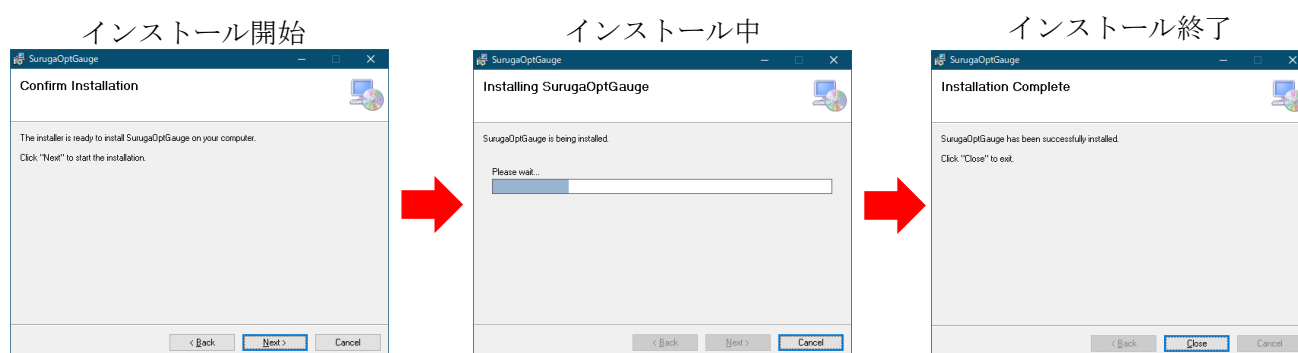 インストール開始
SurugaOptGauge
Confirm Installation
The installer is ready to install SurugaOptGauge on your computer.
Click "Next" to start the installation.
< Back
Next >
Cancel
インストール中
SurugaOptGauge
Installing SurugaOptGauge
SurugaOptGauge is being installed.
Please wait...
< Back
Next >
Cancel
インストール終了
SurugaOptGauge
Installation Complete
SurugaOptGauge has been successfully installed.
Click "Close" to exit.
< Back
Close
Cancel